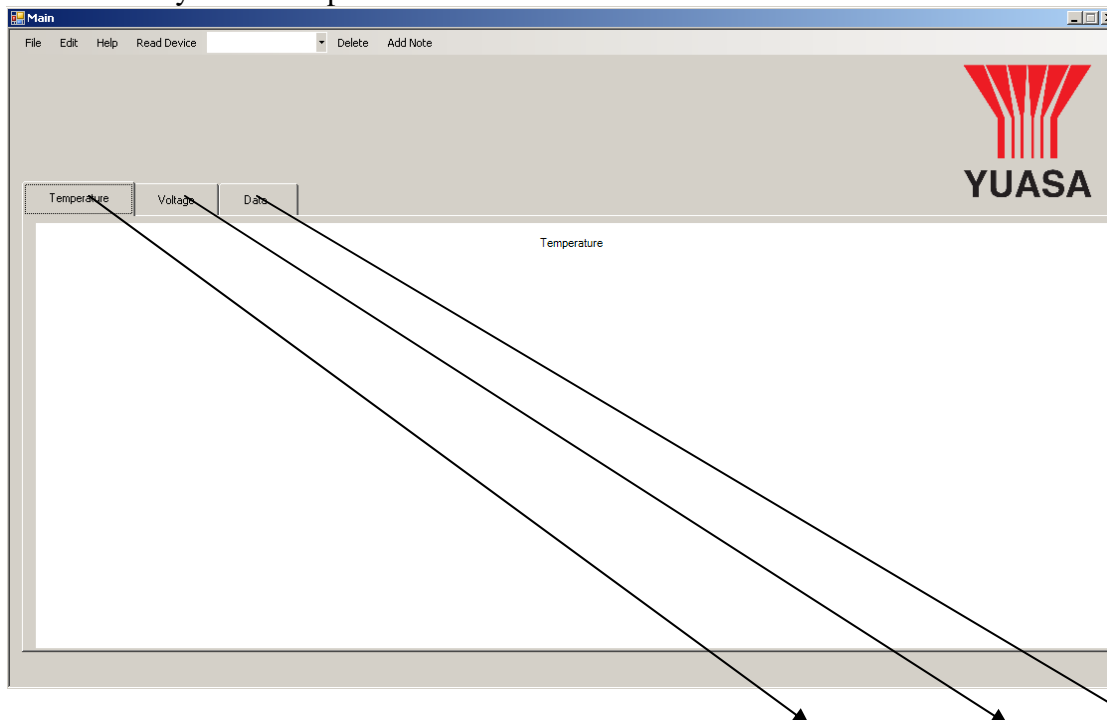 Main
File Edit Help Read Device Delete Add Note
YUASA
Temperature Voltage Data
Temperature